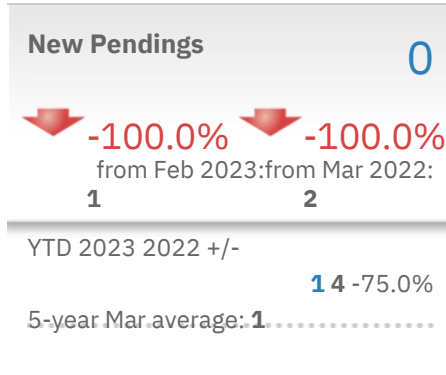 New Pendings 0
-100.0% -100.0%
from Feb 2023:from Mar 2022:
1 2
YTD 2023 2022 +/-
1 4 -75.0%
5-year Mar average: 1